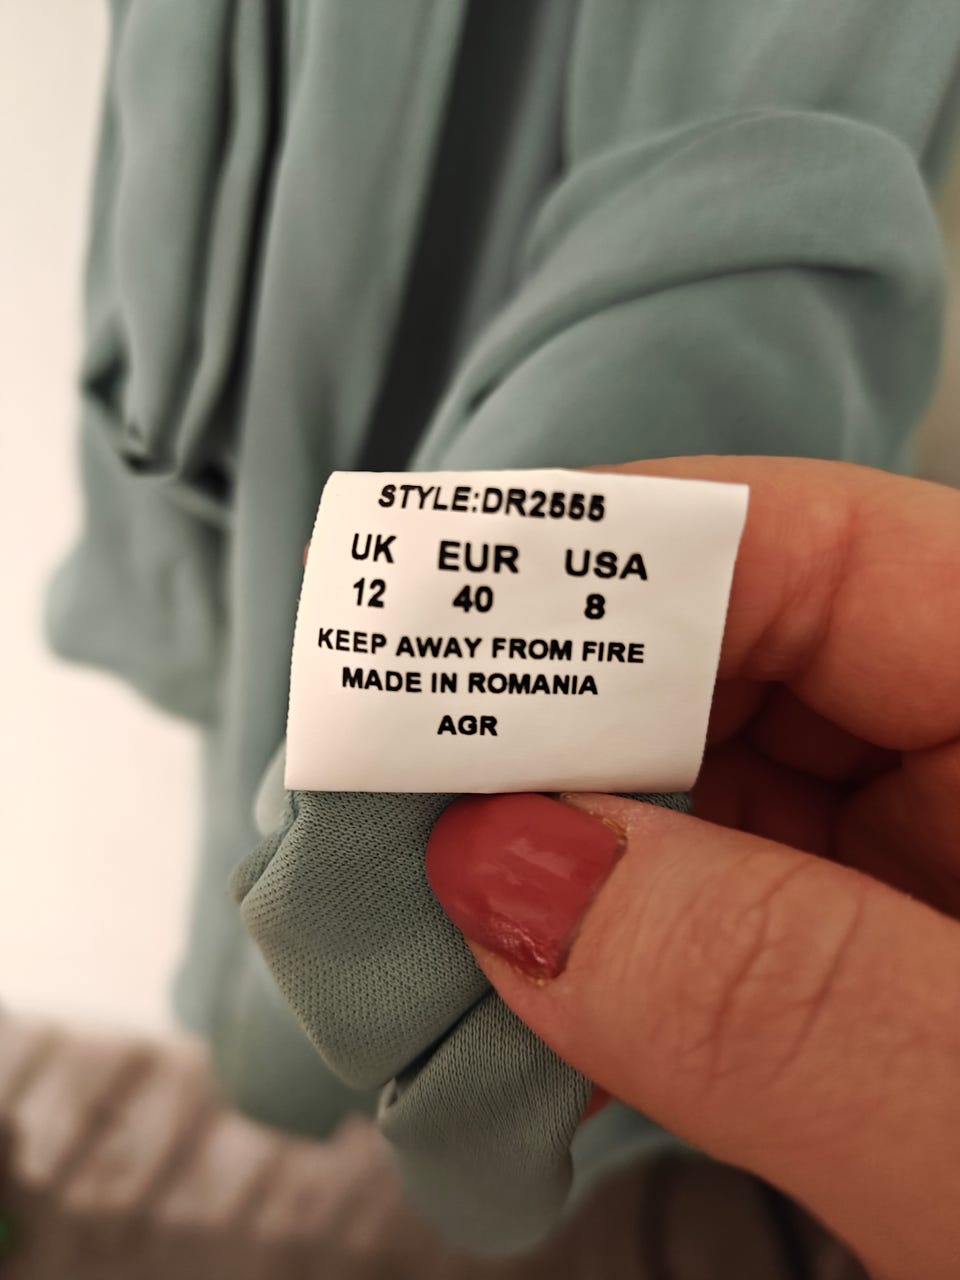 STYLE:DR2555
UK EUR USA
12 40 8
KEEP AWAY FROM FIRE
MADE IN ROMANIA
AGR